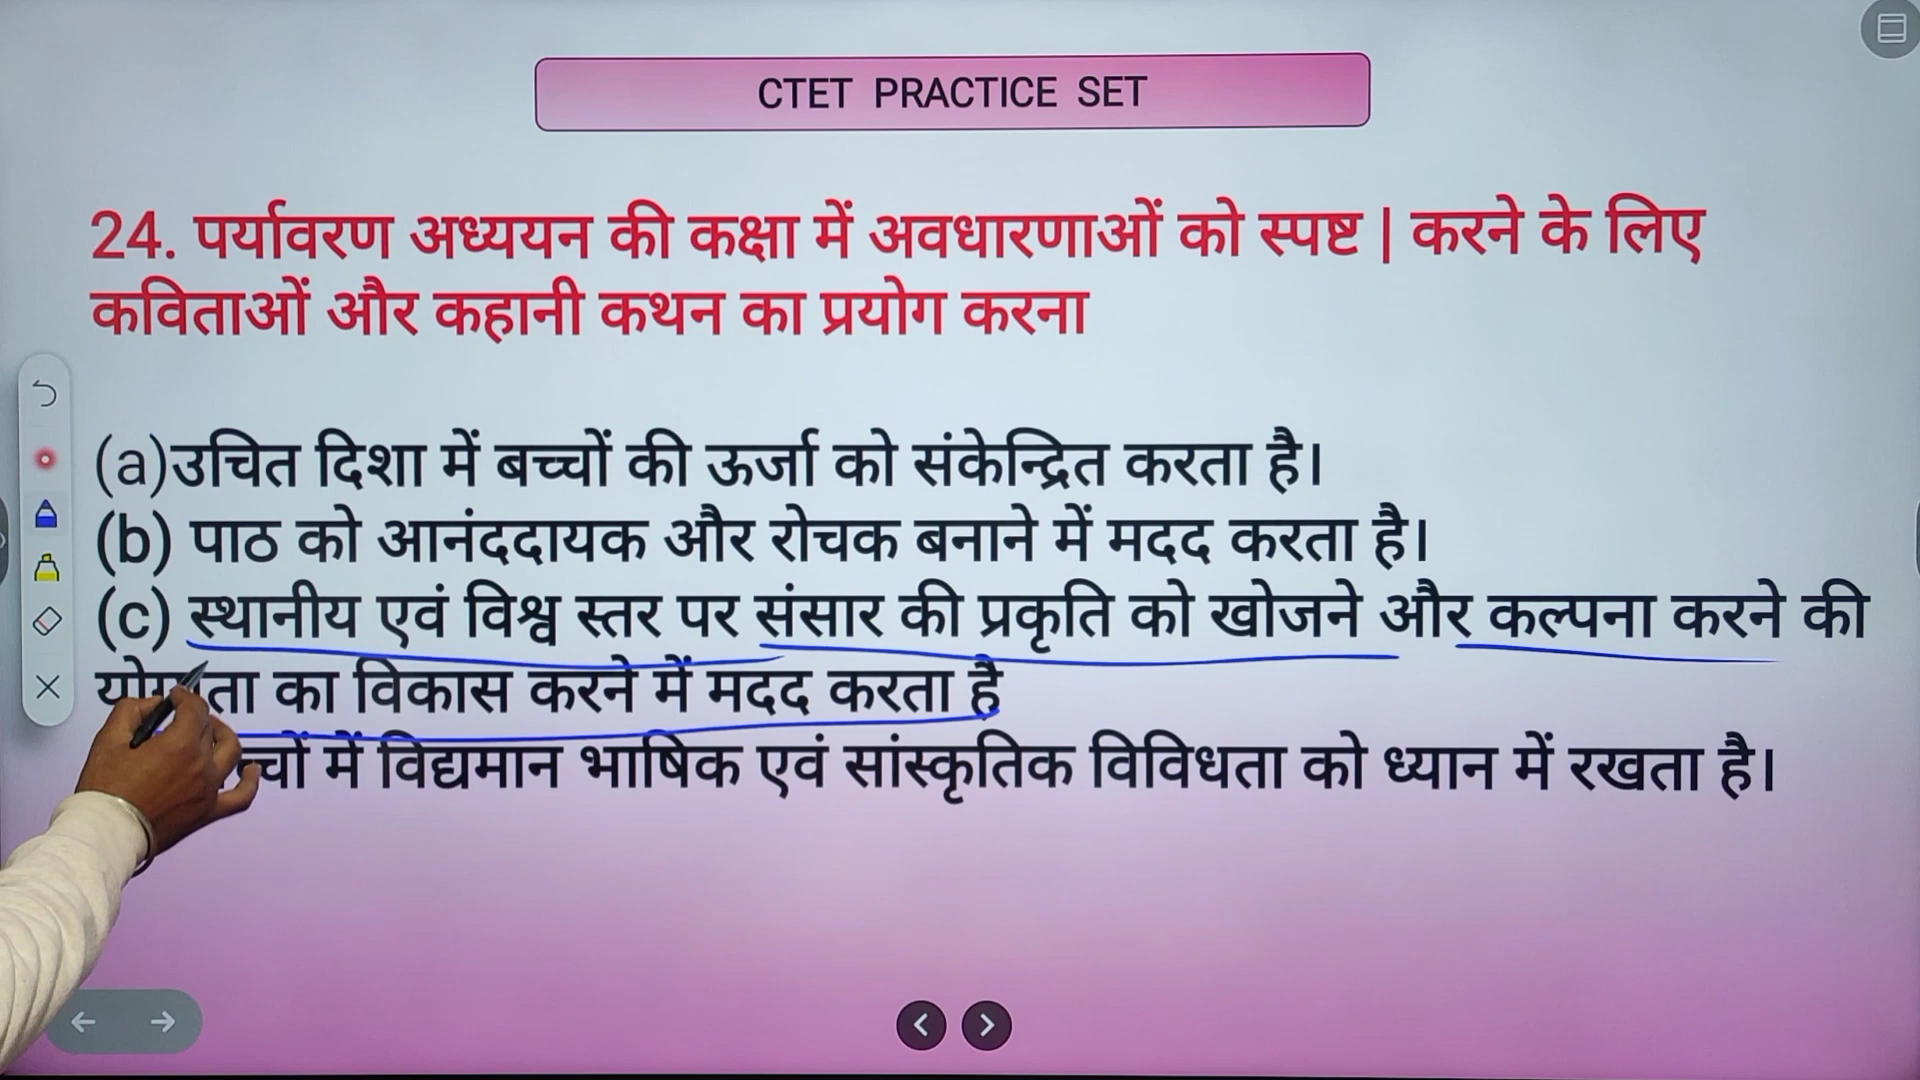 CTET PRACTICE SET
24. पर्यावरण अध्ययन की कक्षा में अवधारणाओं को स्पष्ट | करने के लिए
कविताओं और कहानी कथन का प्रयोग करना
(a)उचित दिशा में बच्चों की ऊर्जा को संकेन्द्रित करता है।
(b) पाठ को आनंददायक और रोचक बनाने में मदद करता है।
(c) स्थानीय एवं विश्व स्तर पर संसार की प्रकृति को खोजने और कल्पना करने की
का विकास करने में मदद करता है
में विद्यमान भाषिक एवं सांस्कृतिक विविधता को ध्यान में रखता है।